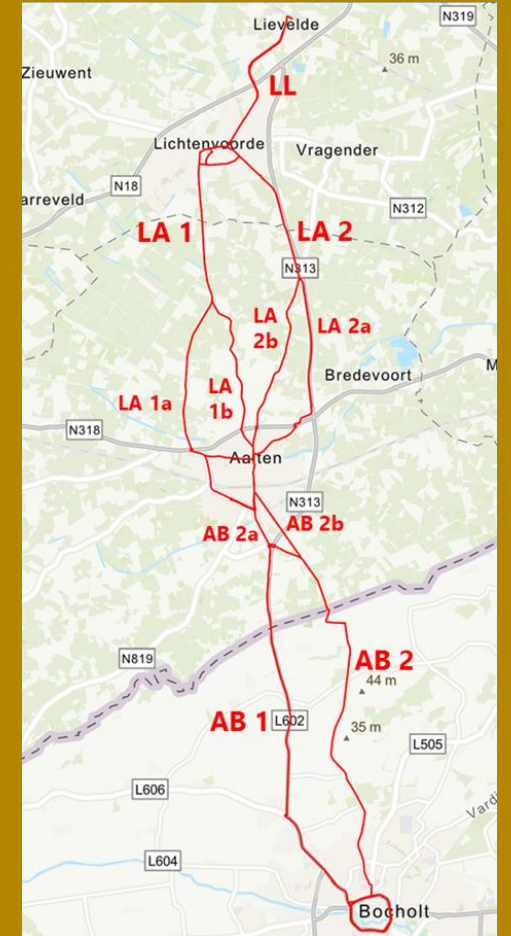 Lievelde
N319
36 m
Zieuwent
LL
Lichtenvoorde
Vragender
N18
arreveld
N312
LA 1
LA 2
N313
LA
2b
LA 2a
Bredevoort
M
LA 1a
LA
1b
N318
Aalten
N313
AB 2a
AB 2b
N819
AB 2
44 m
AB 1
L602
35 m
L505
L606
Vardi
L604
Bocholt